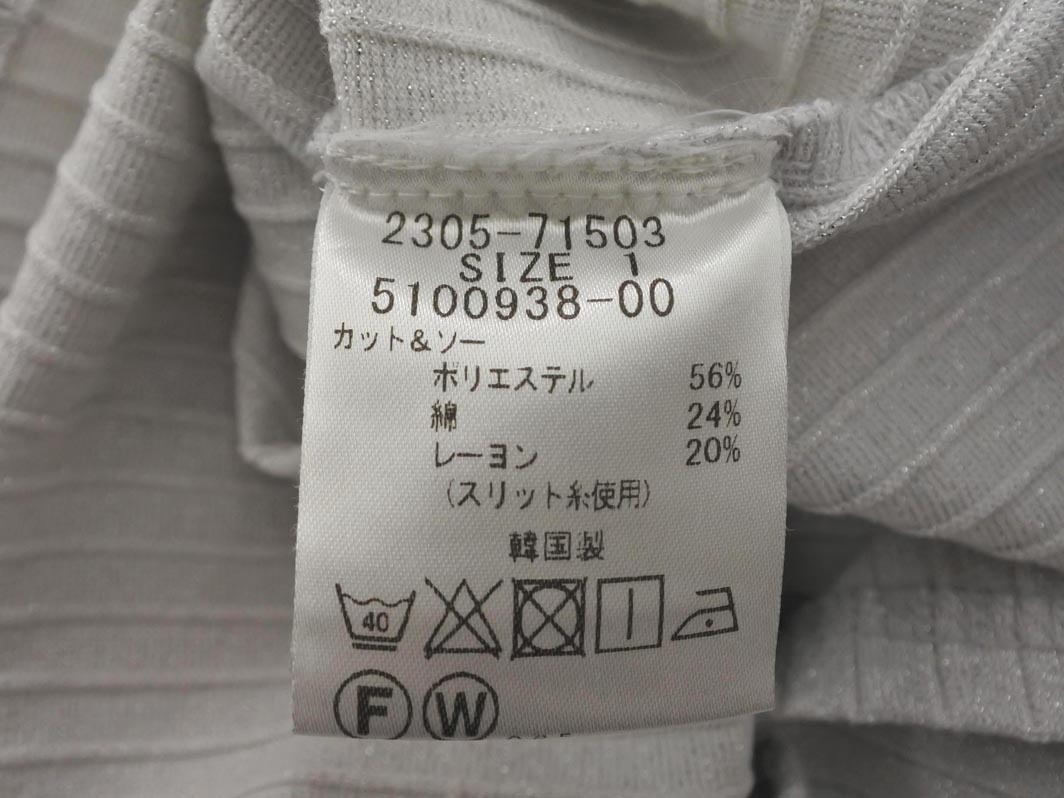 2305-71503
SIZE 1
5100938-00
カット&ソー
ポリエステル 56%
綿 24%
レーヨン 20%
(スリット糸使用)
韓国製
40
F W